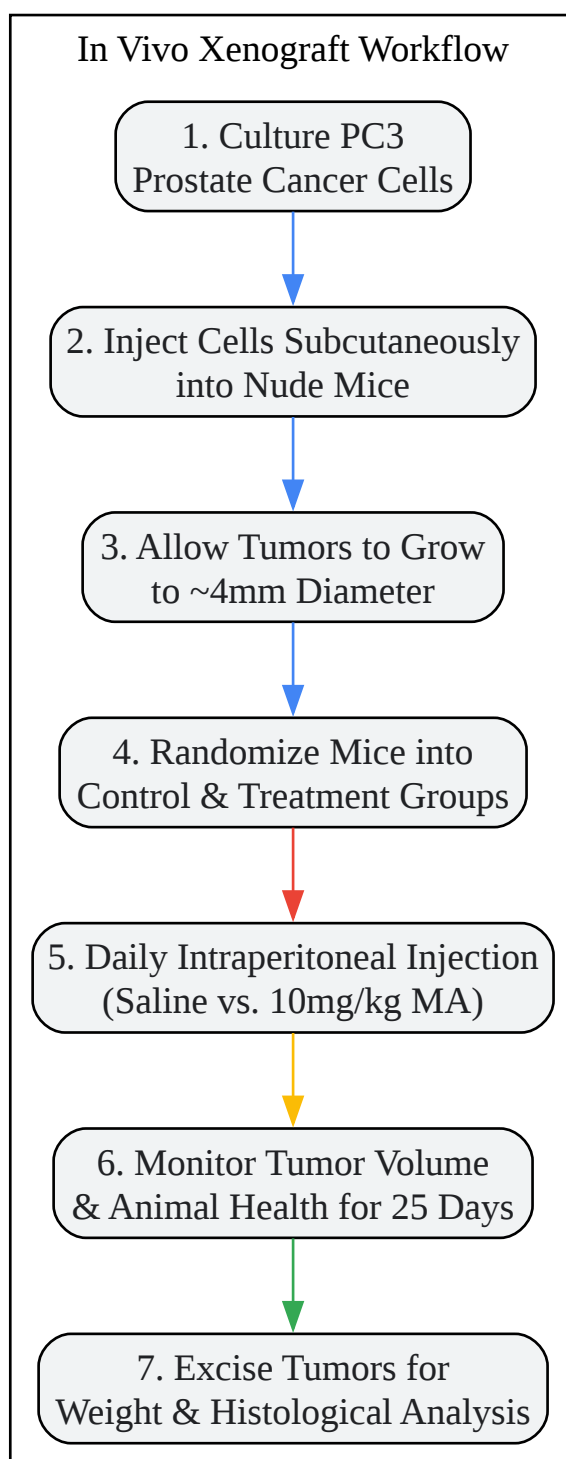 In Vivo Xenograft Workflow
1. Culture PC3
Prostate Cancer Cells
2. Inject Cells Subcutaneously
into Nude Mice
3. Allow Tumors to Grow
to ~4mm Diameter
4. Randomize Mice into
Control & Treatment Groups
5. Daily Intraperitoneal Injection
(Saline vs. 10mg/kg MA)
6. Monitor Tumor Volume
& Animal Health for 25 Days
7. Excise Tumors for
Weight & Histological Analysis